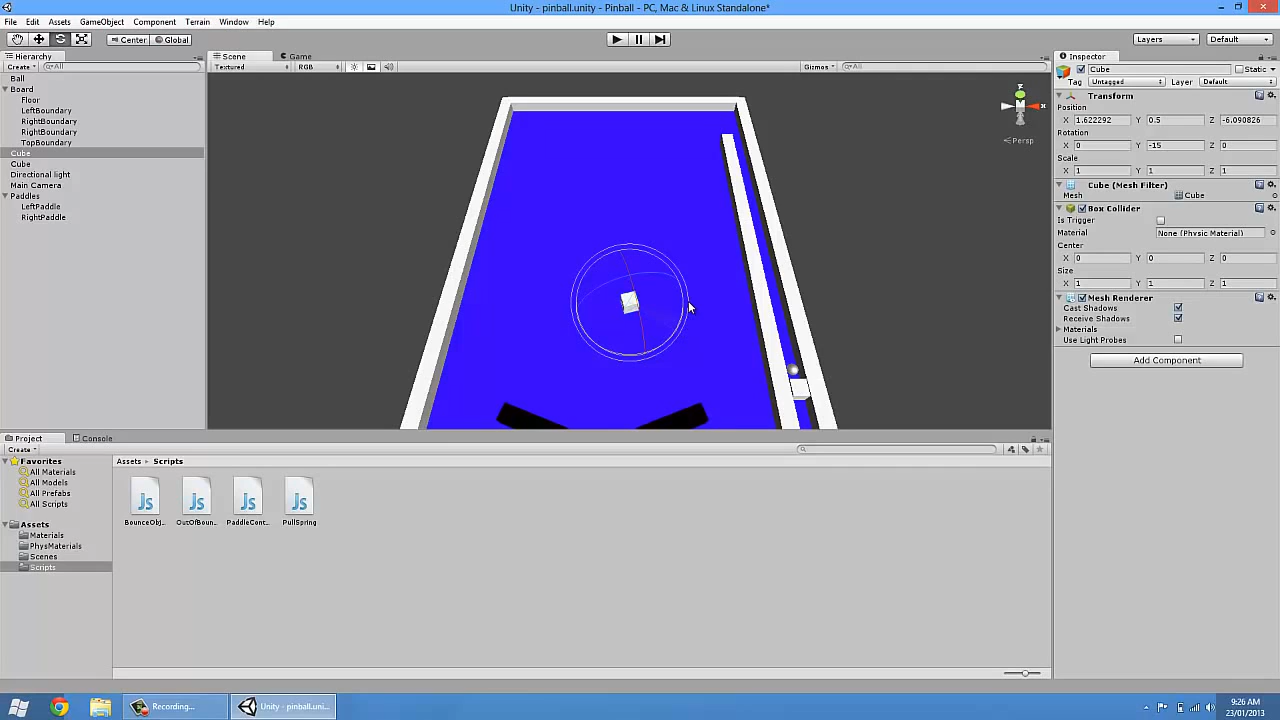 Unity - pinball.unity - Pinball - PC, Mac & Linux Standalone*
File Edit Assets GameObject Component Terrain Window Help
Center Global Layers Default
Hierarchy
Create All
Ball
Board
Floor
LeftBoundary
RightBoundary
RightBoundary
TopBoundary
Cube
Cube
Directional light
Main Camera
Paddles
LeftPaddle
RightPaddle
Scene Game
Textured RGB Gizmos All
Y
X
Persp
Inspector
Cube Static
Tag Untagged Layer Default
Transform
Position
X 1.622292 Y 0.5 Z -6.090826
Rotation
X 0 Y -15 Z 0
Scale
X 1 Y 1 Z 1
Cube (Mesh Filter)
Mesh Cube
Box Collider
Is Trigger
Material None (Physic Material)
Center
X 0 Y 0 Z 0
Size
X 1 Y 1 Z 1
Mesh Renderer
Cast Shadows
Receive Shadows
Materials
Use Light Probes
Add Component
Project Console
Create
Favorites
All Materials
All Models
All Prefabs
All Scripts
Assets
Materials
PhysMaterials
Scenes
Scripts
Assets Scripts
JS JS JS JS
BounceObj... OutOfBoun... PaddleCont... PullSpring
Recording... Unity - pinball.uni...
9:26 AM
23/01/2013